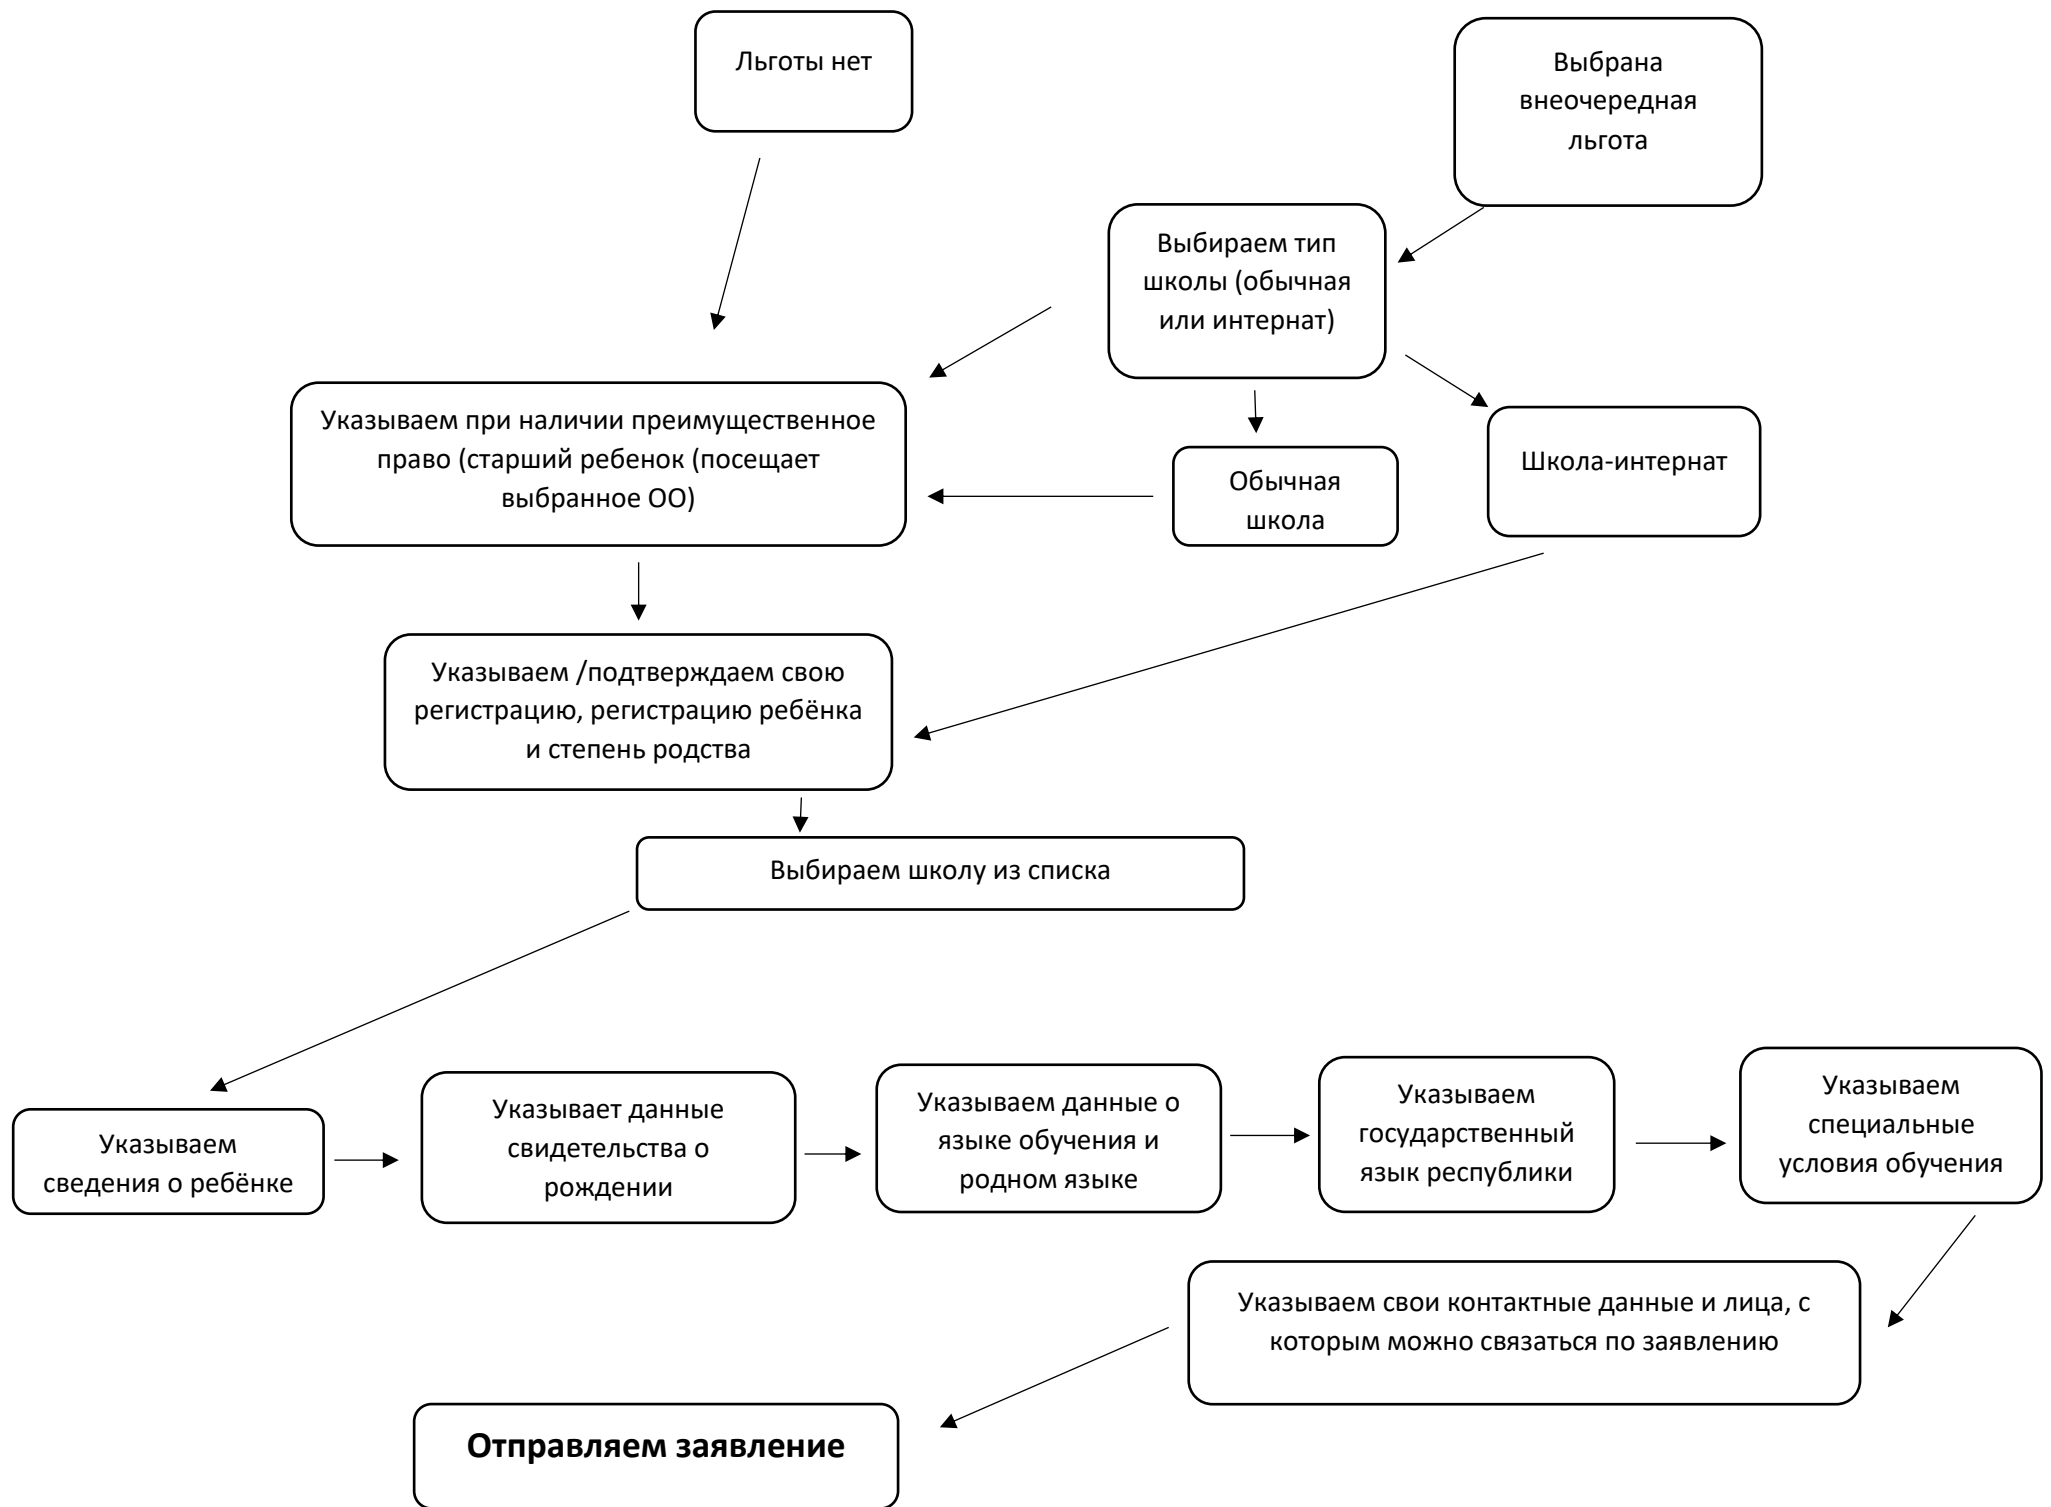 Льготы нет
Выбрана
внеочередная
льгота
Выбираем тип
школы (обычная
или интернат)
Указываем при наличии преимущественное
право (старший ребенок (посещает
выбранное ОО)
Обычная
школа
Школа-интернат
Указываем /подтверждаем свою
регистрацию, регистрацию ребёнка
и степень родства
Выбираем школу из списка
Указываем
сведения о ребёнке
Указывает данные
свидетельства о
рождении
Указываем данные о
языке обучения и
родном языке
Указываем
государственный
язык республики
Указываем
специальные
условия обучения
Указываем свои контактные данные и лица, с
которым можно связаться по заявлению
Отправляем заявление